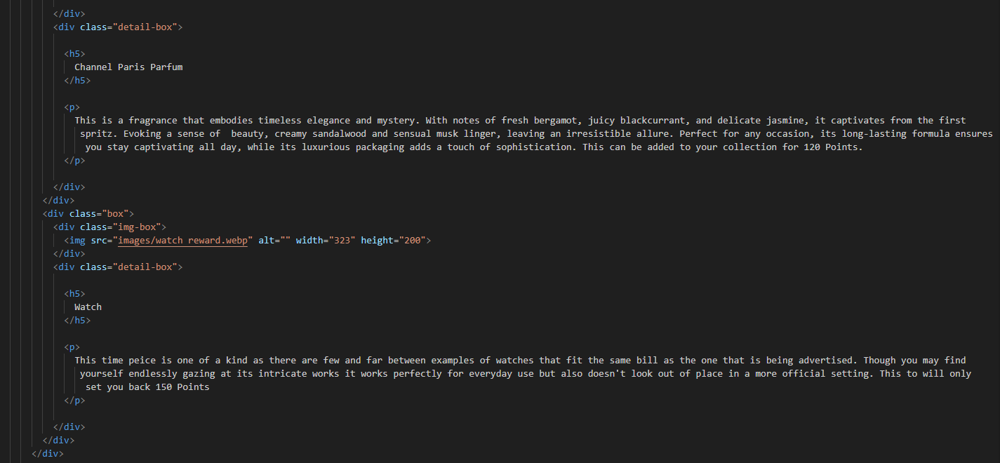 </div>
<div class="detail-box">
<h5>
Channel Paris Parfum
</h5>
<p>
This is a fragrance that embodies timeless elegance and mystery. With notes of fresh bergamot, juicy blackcurrant, and delicate jasmine, it captivates from the first
spritz. Evoking a sense of  beauty, creamy sandalwood and sensual musk linger, leaving an irresistible allure. Perfect for any occasion, its long-lasting formula ensures
you stay captivating all day, while its luxurious packaging adds a touch of sophistication. This can be added to your collection for 120 Points.
</p>
</div>
</div>
<div class="box">
<div class="img-box">
<img src="images/watch reward.webp" alt="" width="323" height="200">
</div>
<div class="detail-box">
<h5>
Watch
</h5>
<p>
This time peice is one of a kind as there are few and far between examples of watches that fit the same bill as the one that is being advertised. Though you may find
yourself endlessly gazing at its intricate works it works perfectly for everyday use but also doesn't look out of place in a more official setting. This to will only
set you back 150 Points
</p>
</div>
</div>
</div>